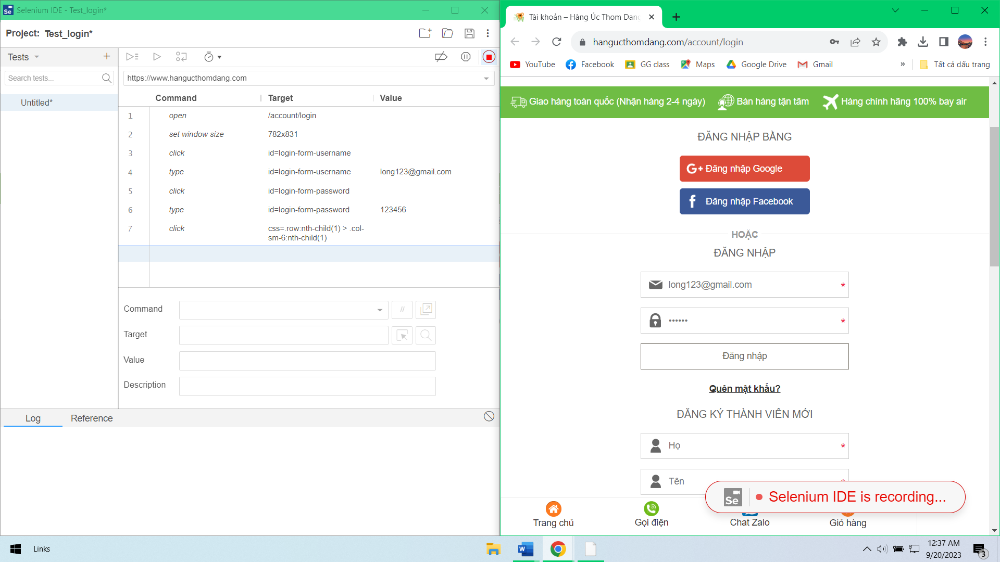 Selenium IDE - Test_login*
Project: Test_login*
Tests
Search tests...
Untitled*
https://www.hangucthomdang.com
Command Target Value
1 open /account/login
2 set window size 782x831
3 click id=login-form-username
4 type id=login-form-username long123@gmail.com
5 click id=login-form-password
6 type id=login-form-password 123456
7 click css=.row:nth-child(1) > .col-
sm-6:nth-child(1)
Command
//
Target
Value
Description
Log Reference
Tài khoản – Hàng Úc Thom Dang
hangucthomdang.com/account/login
YouTube Facebook GG class Maps Google Drive Gmail » Tất cả dấu trang
Giao hàng toàn quốc (Nhận hàng 2-4 ngày) Bán hàng tận tâm Hàng chính hãng 100% bay air
ĐĂNG NHẬP BẰNG
G+ Đăng nhập Google
f Đăng nhập Facebook
HOẶC
ĐĂNG NHẬP
long123@gmail.com *
•••••• *
Đăng nhập
Quên mật khẩu?
ĐĂNG KÝ THÀNH VIÊN MỚI
Họ *
Tên
Se Selenium IDE is recording...
Trang chủ Gọi điện Chat Zalo Giỏ hàng
Links
12:37 AM
9/20/2023
3